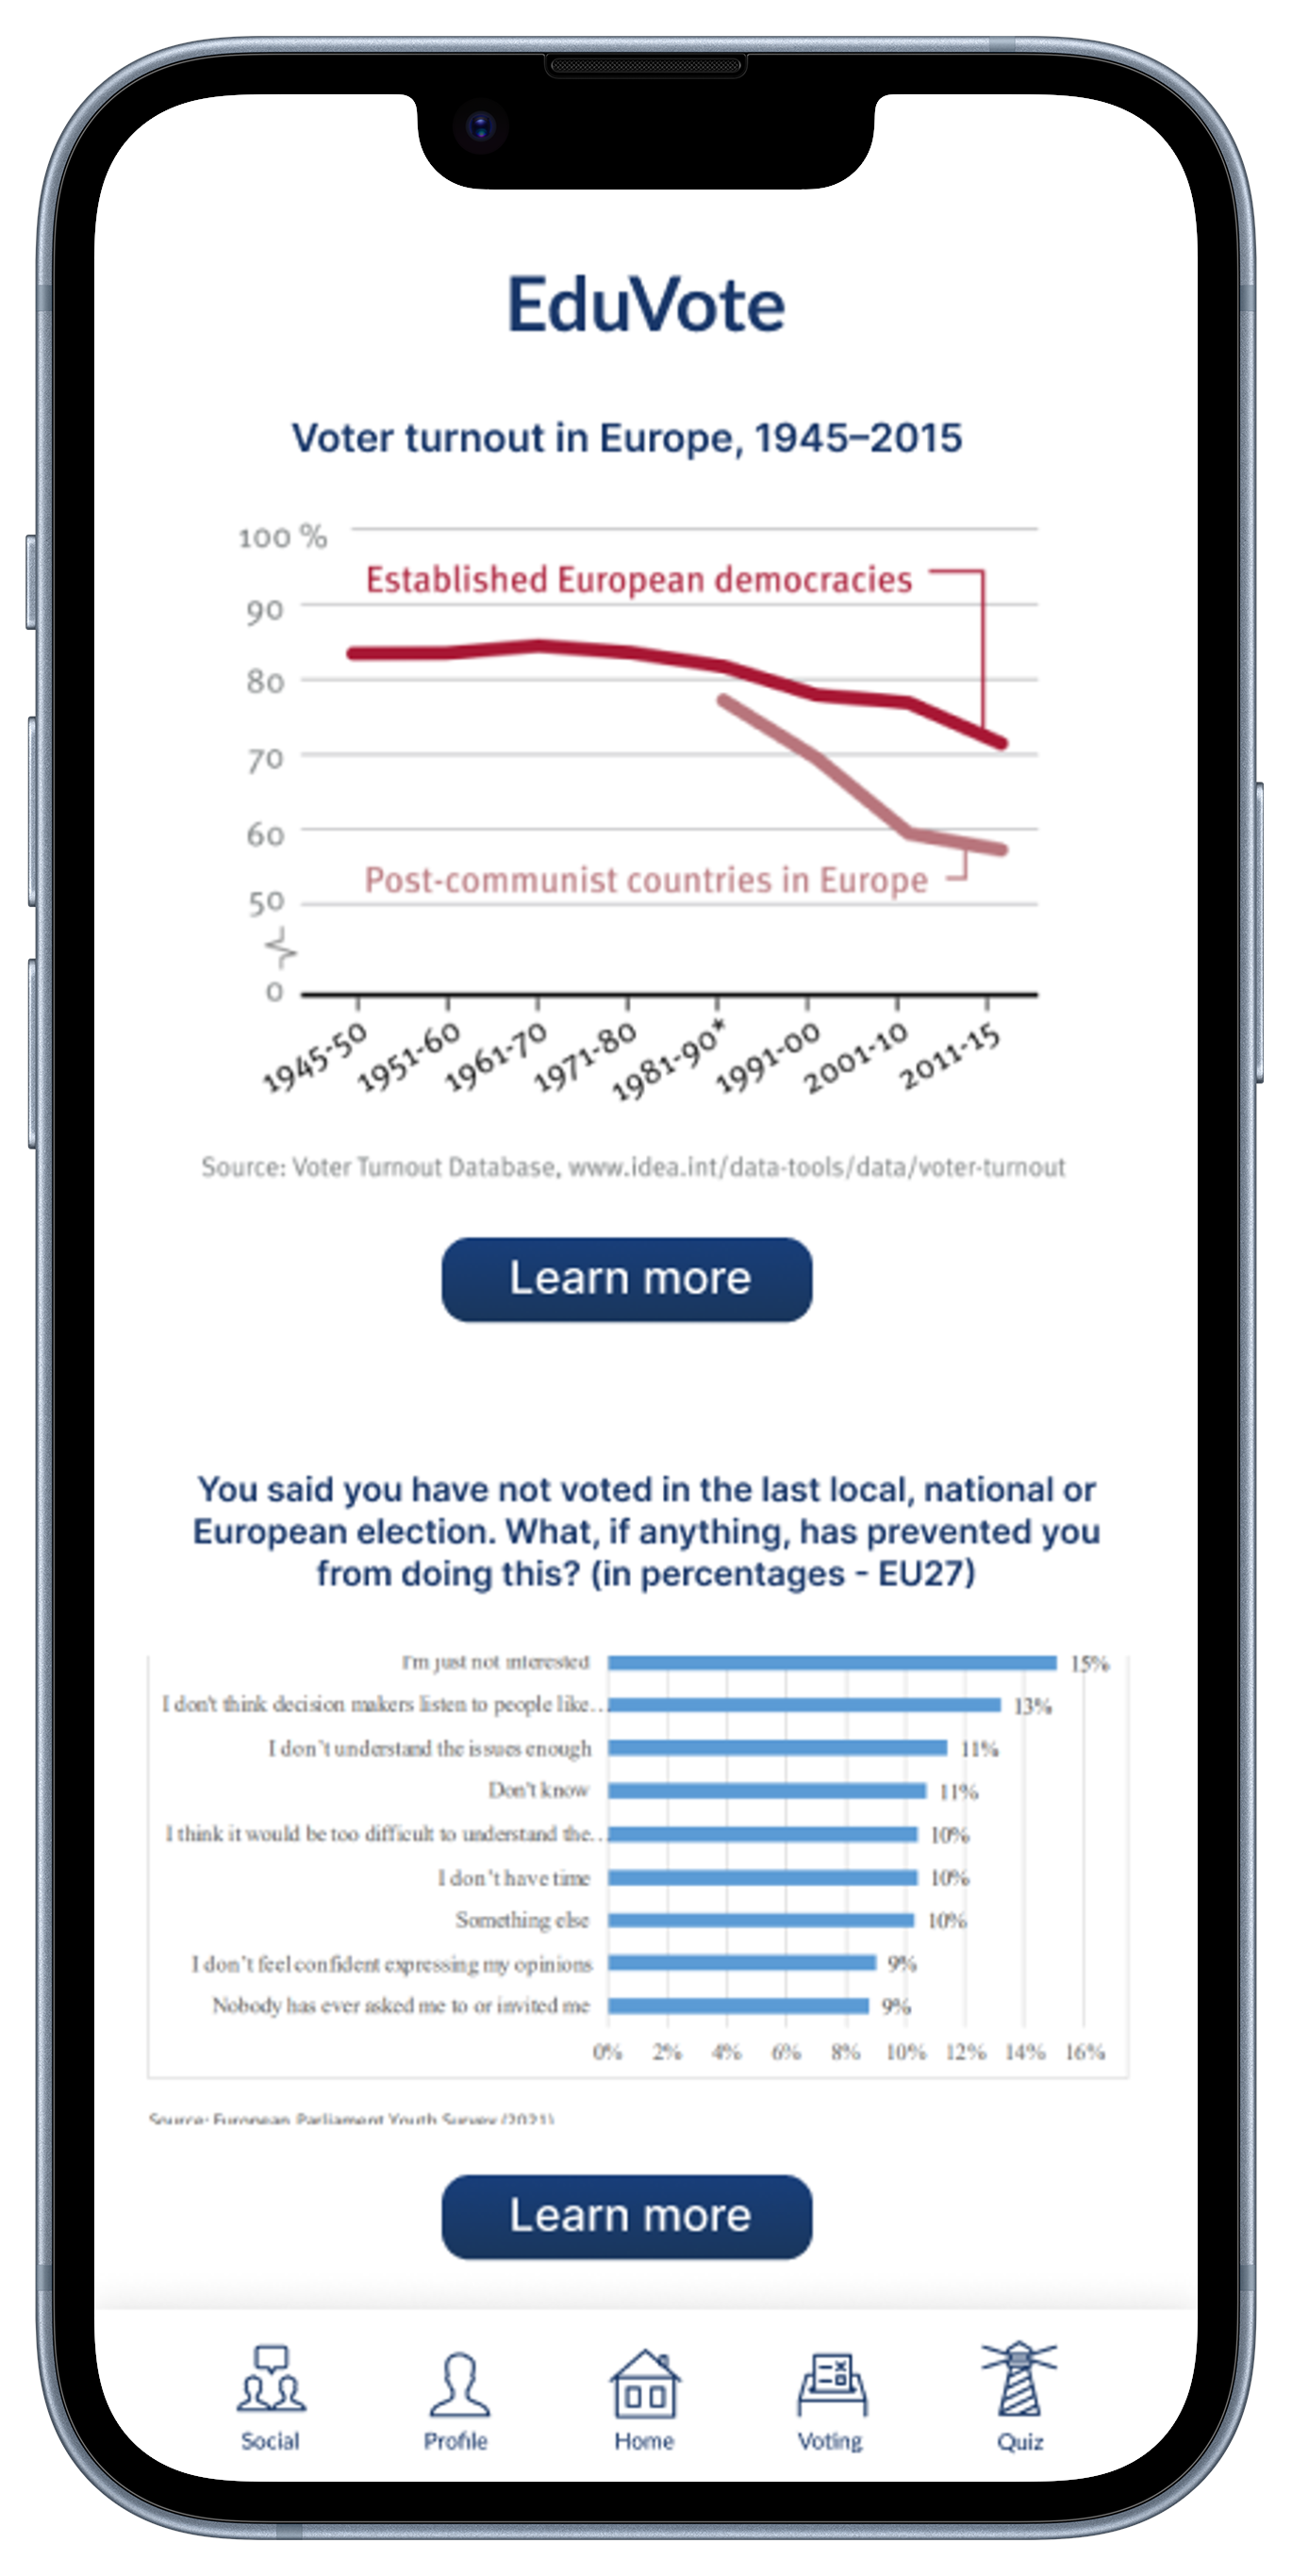 EduVote
Voter turnout in Europe, 1945–2015
100 %
Established European democracies
90
80
70
60
Post-communist countries in Europe
50
0
1945-50
1951-60
1961-70
1971-80
1981-90*
1991-00
2001-10
2011-15
Source: Voter Turnout Database, www.idea.int/data-tools/data/voter-turnout
Learn more
You said you have not voted in the last local, national or
European election. What, if anything, has prevented you
from doing this? (in percentages - EU27)
I'm just not interested 15%
I don't think decision makers listen to people like... 13%
I don't understand the issues enough 11%
Don't know 11%
I think it would be too difficult to understand the... 10%
I don't have time 10%
Something else 10%
I don't feel confident expressing my opinions 9%
Nobody has ever asked me to or invited me 9%
0% 2% 4% 6% 8% 10% 12% 14% 16%
Source: European Parliament Youth Survey (2021)
Learn more
Social Profile Home Voting Quiz